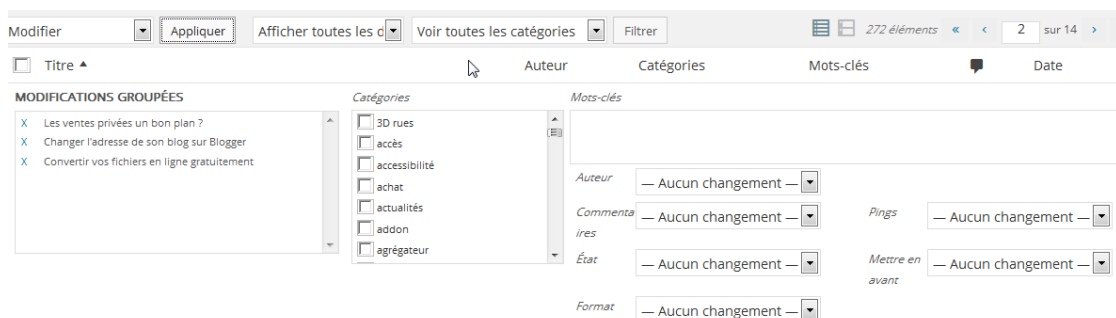 Modifier Appliquer Afficher toutes les d Voir toutes les catégories Filtrer 272 éléments « ‹ 2 sur 14 ›
Titre Auteur Catégories Mots-clés Date
MODIFICATIONS GROUPÉES Catégories Mots-clés
X Les ventes privées un bon plan ?
X Changer l'adresse de son blog sur Blogger
X Convertir vos fichiers en ligne gratuitement
3D rues
accès
accessibilité
achat
actualités
addon
agrégateur
Auteur — Aucun changement —
Commenta
ires — Aucun changement — Pings — Aucun changement —
État — Aucun changement — Mettre en
avant — Aucun changement —
Format — Aucun changement —